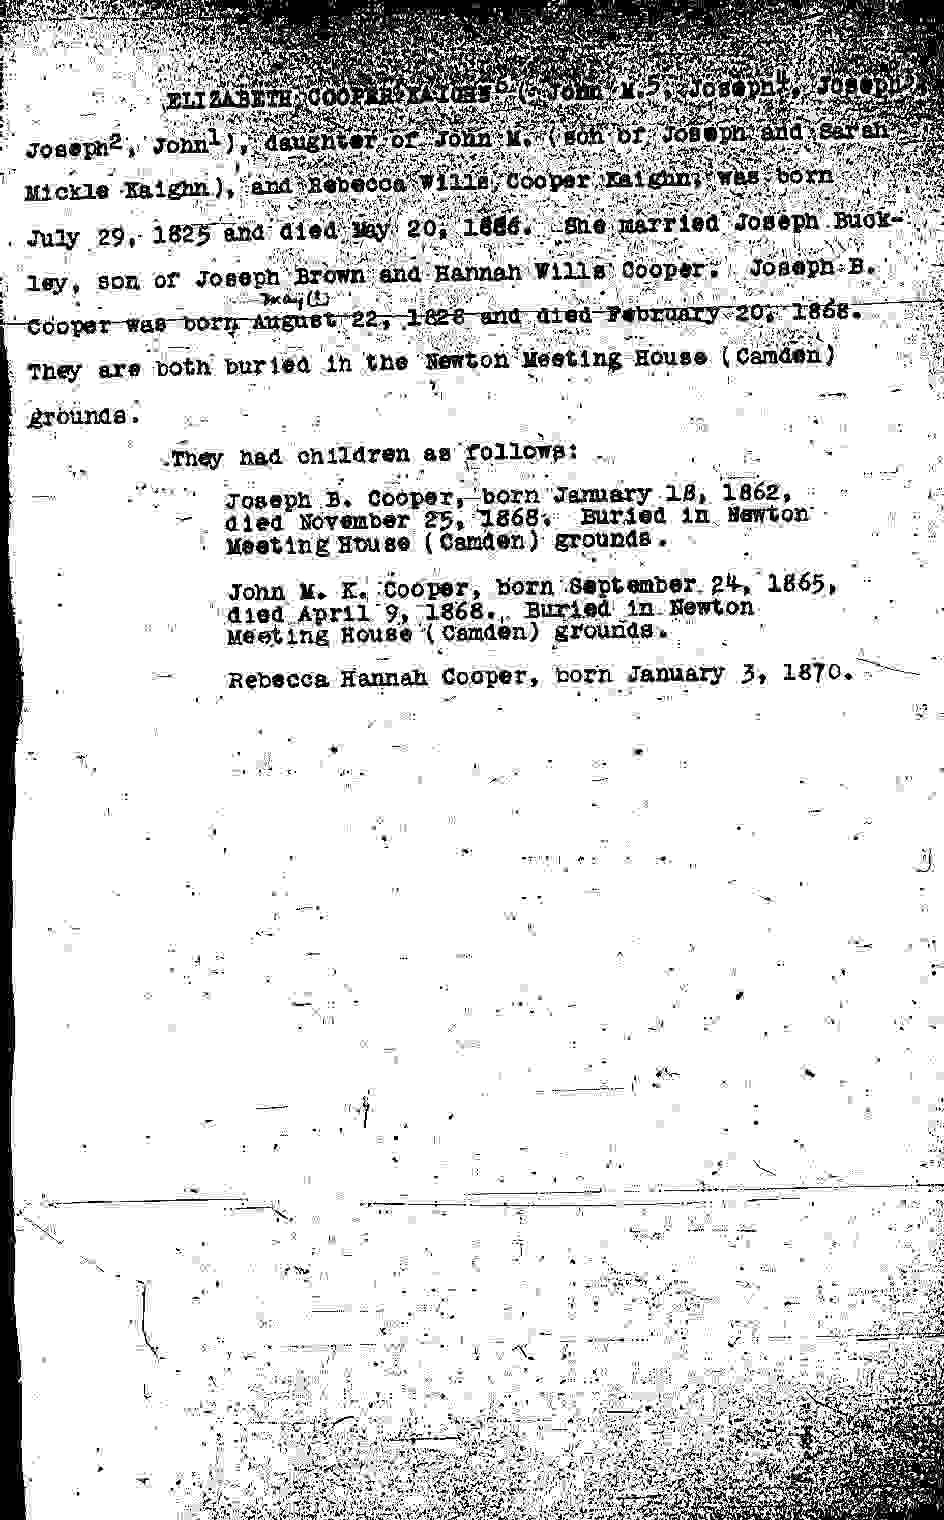 ELIZABETH COOPER KAIGHN6 ( John M.5, Joseph4, Joseph3,
Joseph2, John1), daughter of John M. (son of Joseph and Sarah
Mickle Kaighn), and Rebecca Wills Cooper Kaighn, was born
July 29, 1825 and died May 20, 1886. She married Joseph Buck-
ley, son of Joseph Brown and Hannah Wills Cooper. Joseph B.
May (?)
Cooper was born August 22, 1828 and died February 20, 1868.
They are both buried in the Newton Meeting House (Camden)
grounds.
They had children as follows:
Joseph B. Cooper, born January 18, 1862,
died November 25, 1868. Buried in Newton
Meeting House (Camden) grounds.
John M. K. Cooper, born September 24, 1865,
died April 9, 1868. Buried in Newton
Meeting House (Camden) grounds.
Rebecca Hannah Cooper, born January 3, 1870.